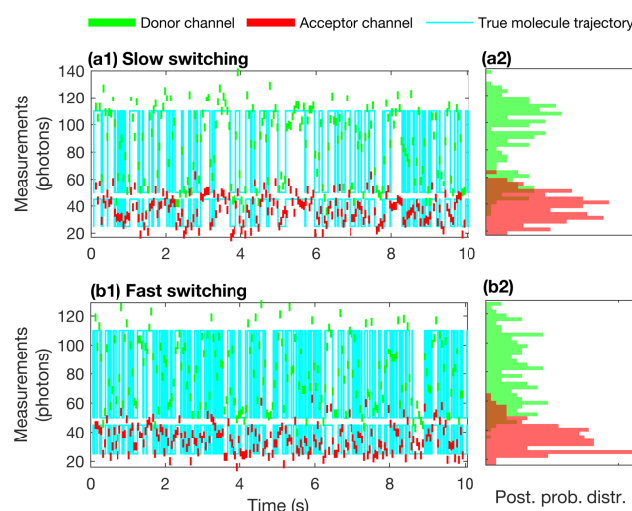 Donor channel Acceptor channel True molecule trajectory
(a1) Slow switching (a2)
Measurements
(photons)
140
120
100
80
60
40
20
0 2 4 6 8 10
(b1) Fast switching (b2)
Measurements
(photons)
120
100
80
60
40
20
0 2 4 6 8 10
Time (s) Post. prob. distr.